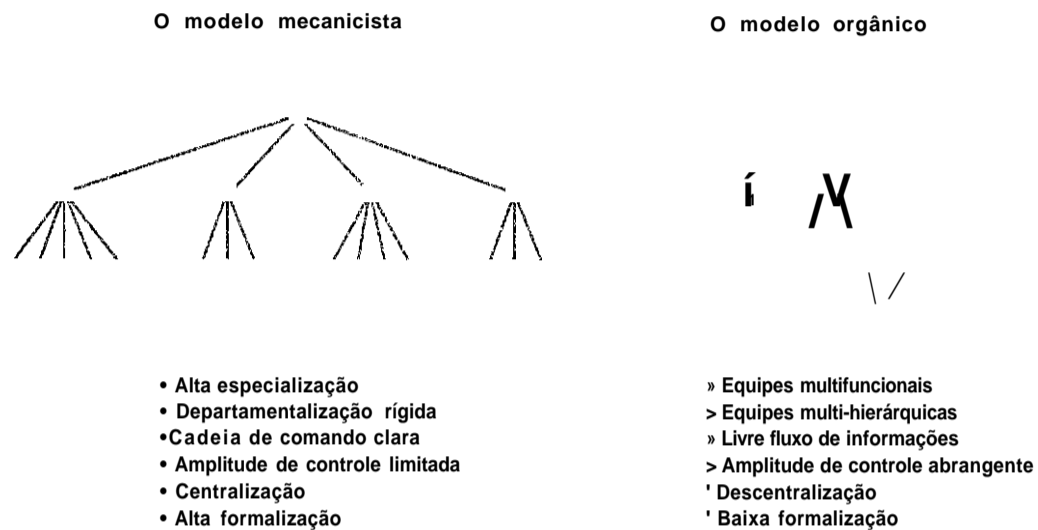 O modelo mecanicista
O modelo orgânico
• Alta especialização
• Departamentalização rígida
•Cadeia de comando clara
• Amplitude de controle limitada
• Centralização
• Alta formalização
» Equipes multifuncionais
> Equipes multi-hierárquicas
» Livre fluxo de informações
> Amplitude de controle abrangente
' Descentralização
' Baixa formalização